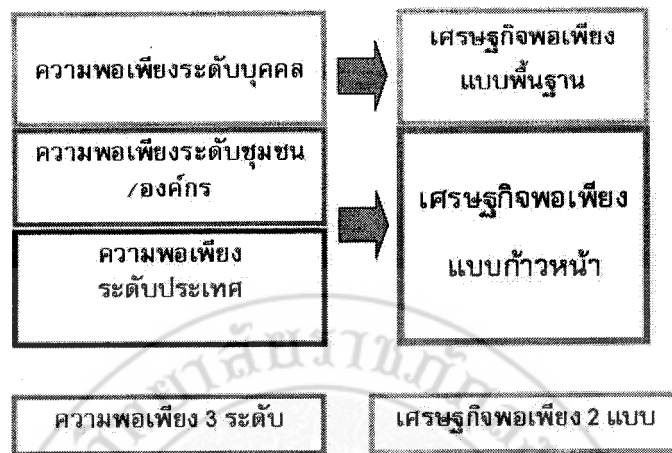 ความพอเพียงระดับบุคคล
เศรษฐกิจพอเพียง
แบบพื้นฐาน
ความพอเพียงระดับชุมชน
/องค์กร
ความพอเพียง
ระดับประเทศ
เศรษฐกิจพอเพียง
แบบก้าวหน้า
ความพอเพียง 3 ระดับ
เศรษฐกิจพอเพียง 2 แบบ